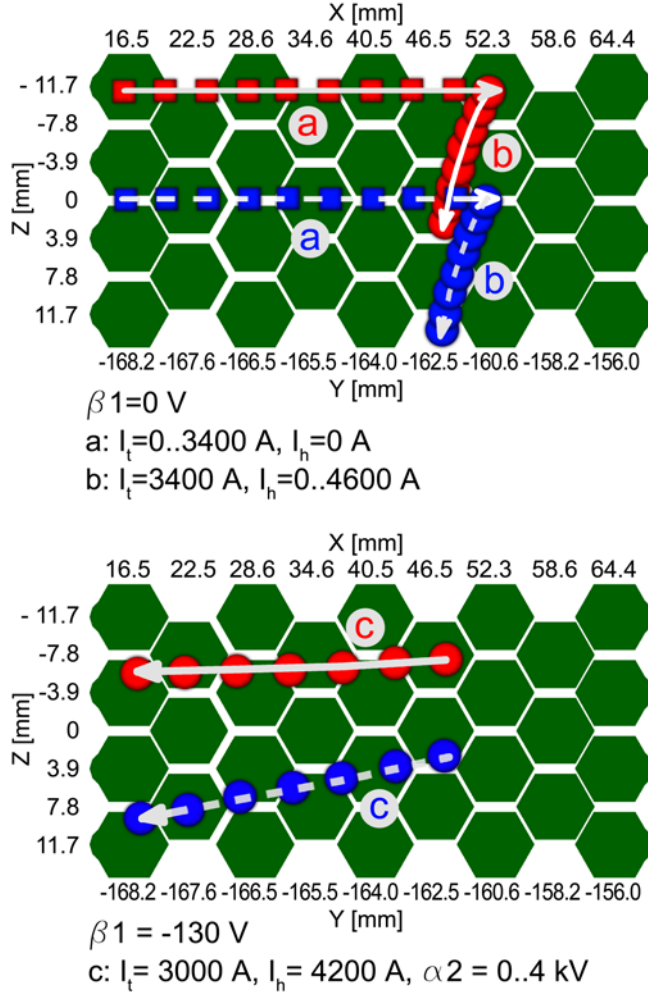 X [mm]
16.5 22.5 28.6 34.6 40.5 46.5 52.3 58.6 64.4
Z [mm]
- 11.7
-7.8
-3.9
0
3.9
7.8
11.7
a
b
a
b
-168.2 -167.6 -166.5 -165.5 -164.0 -162.5 -160.6 -158.2 -156.0
Y [mm]
β1=0 V
a: Iₜ=0..3400 A, Iₕ=0 A
b: Iₜ=3400 A, Iₕ=0..4600 A
X [mm]
16.5 22.5 28.6 34.6 40.5 46.5 52.3 58.6 64.4
Z [mm]
- 11.7
-7.8
-3.9
0
3.9
7.8
11.7
c
c
-168.2 -167.6 -166.5 -165.5 -164.0 -162.5 -160.6 -158.2 -156.0
Y [mm]
β1 = -130 V
c: Iₜ= 3000 A, Iₕ= 4200 A, α2 = 0..4 kV